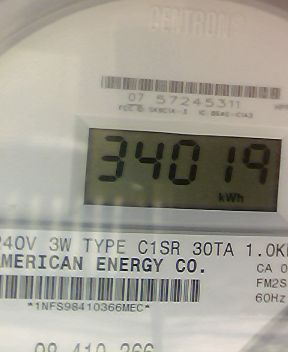 CENTRON®
07 57245311
34019
kWh
240V 3W TYPE C1SR 30TA 1.0K
AMERICAN ENERGY CO.
CA 0
FM2S
60Hz
*1NFS98410366MEC*
98 410 366